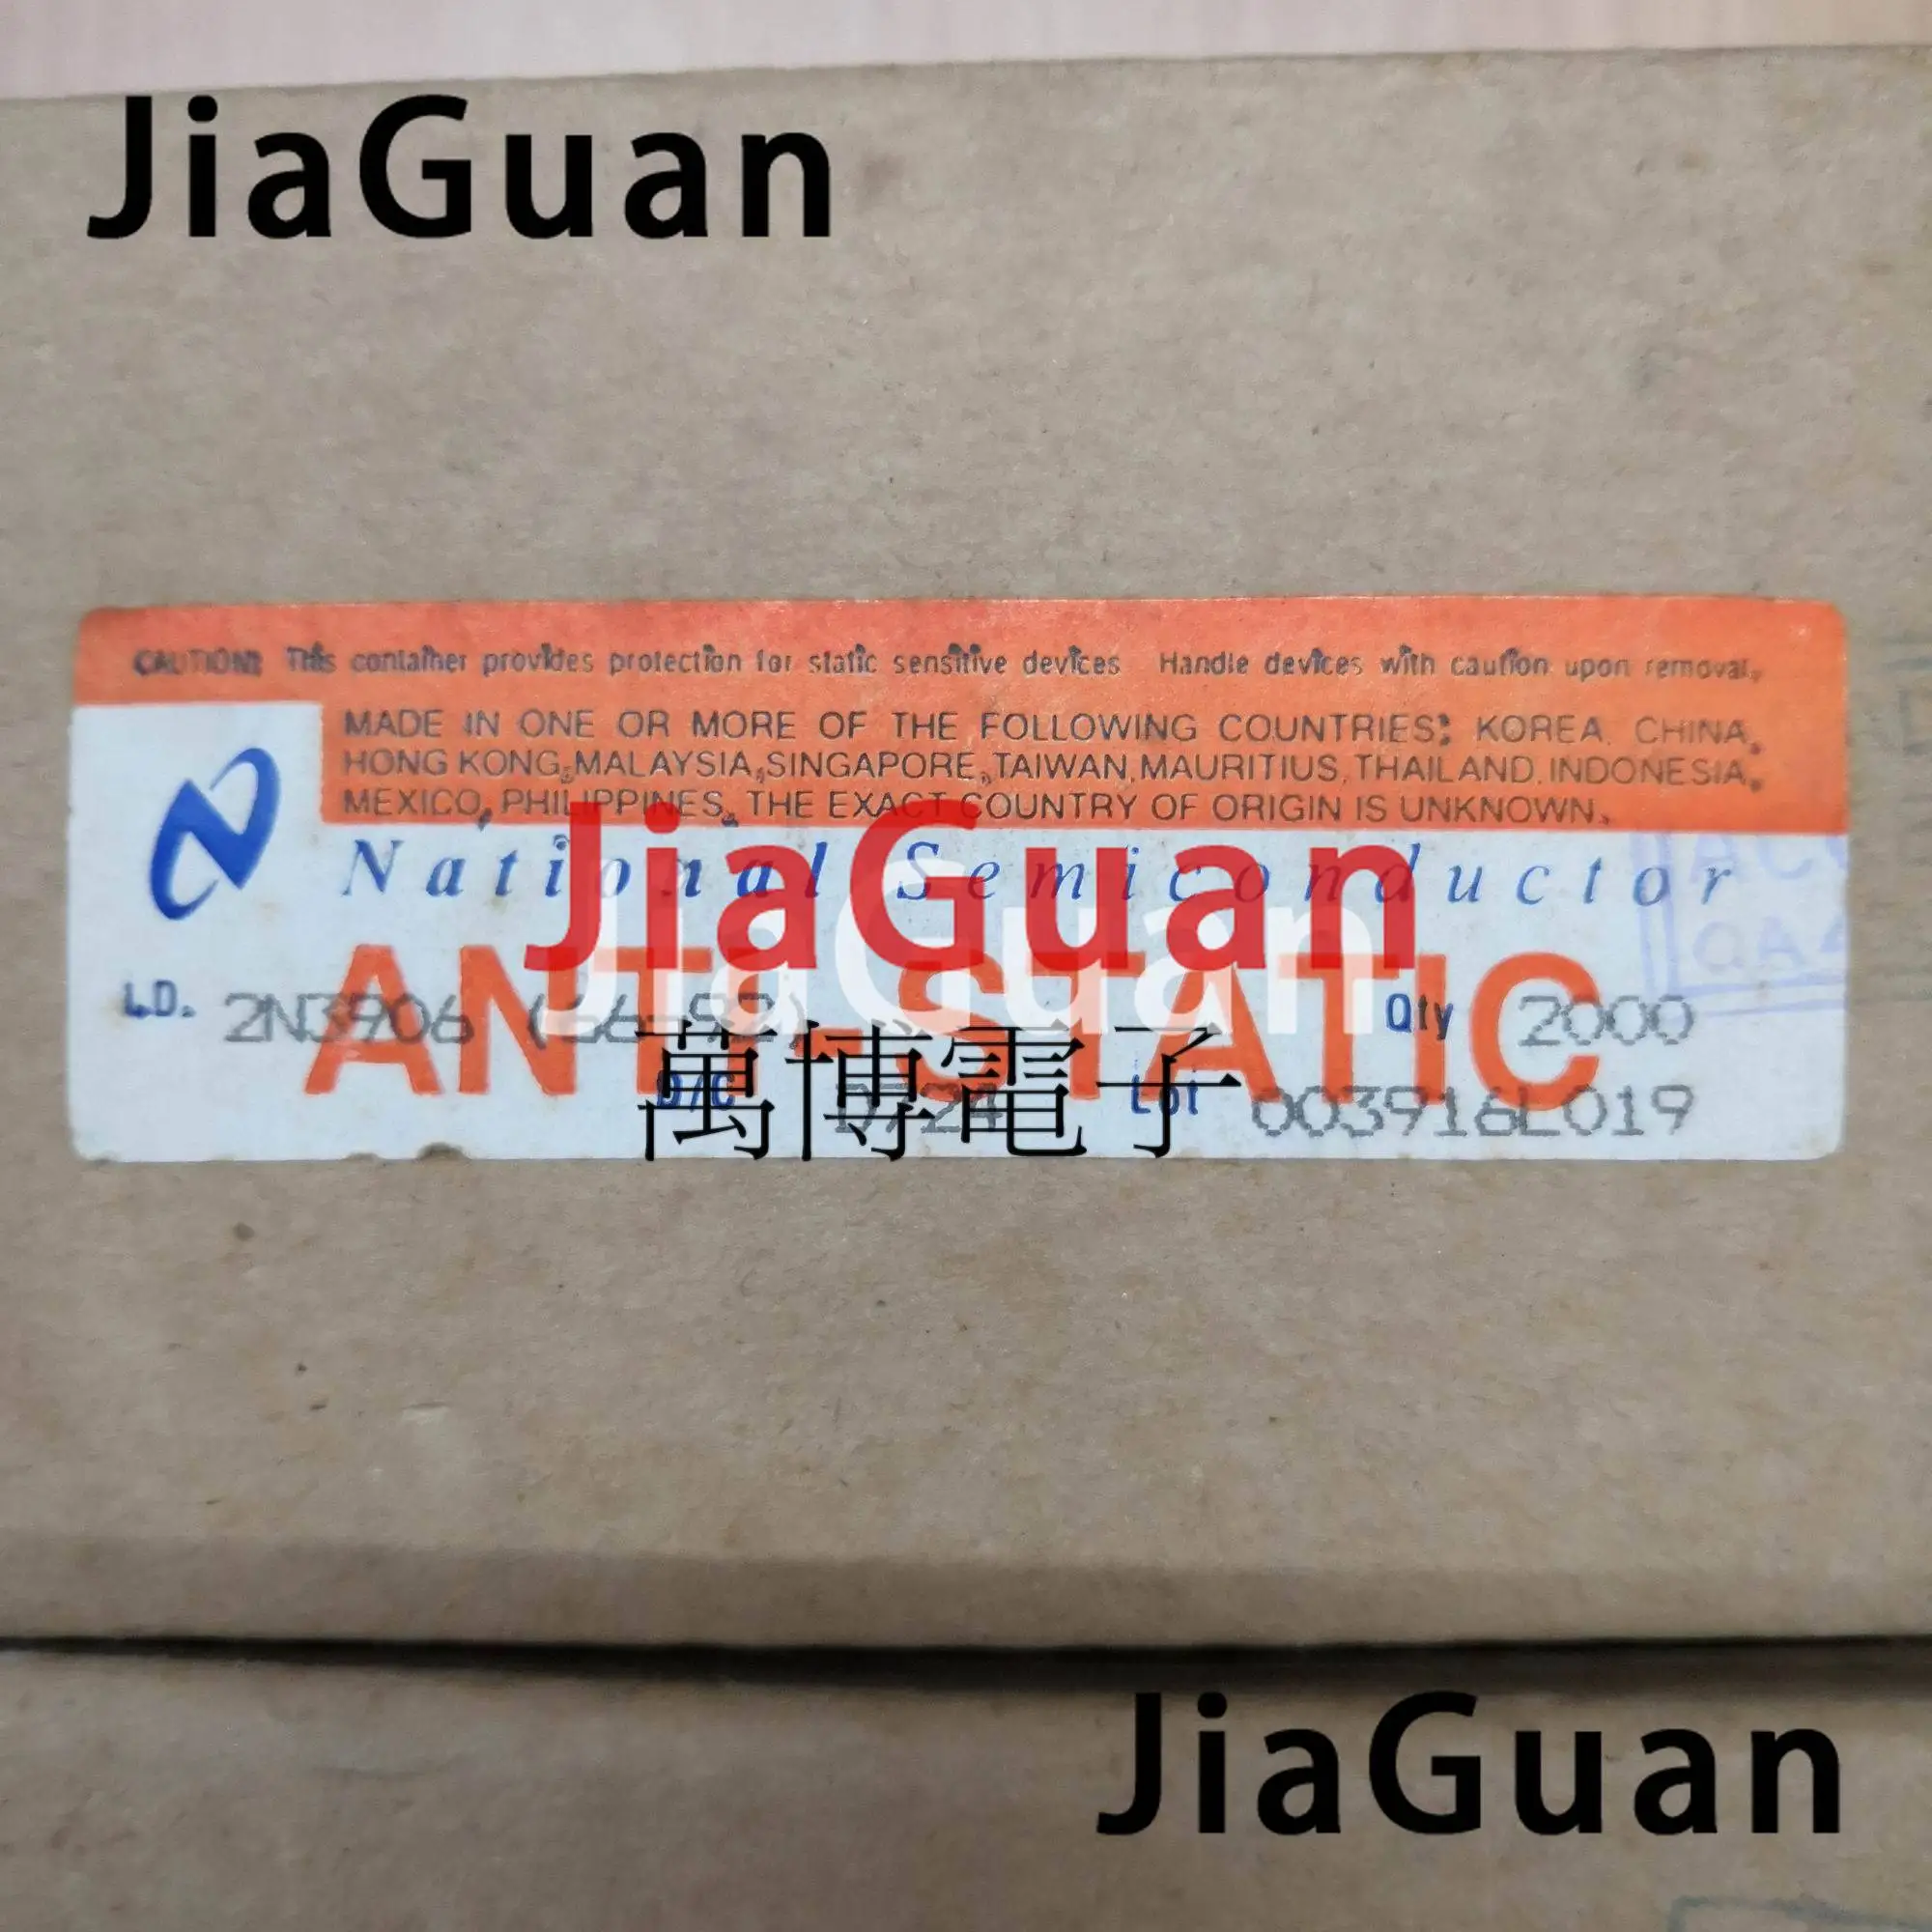 JiaGuan
CAUTION: This container provides protection for static sensitive devices Handle devices with caution upon removal.
MADE IN ONE OR MORE OF THE FOLLOWING COUNTRIES: KOREA, CHINA,
HONG KONG, MALAYSIA, SINGAPORE, TAIWAN, MAURITIUS, THAILAND, INDONESIA,
MEXICO, PHILIPPINES, THE EXACT COUNTRY OF ORIGIN IS UNKNOWN.
National Semiconductor
JiaGuan
JiaGuan
ANTI-STATIC
I.D. 2N3906 Qty 2000
萬博電子
D/C Lot 003916L019
JiaGuan